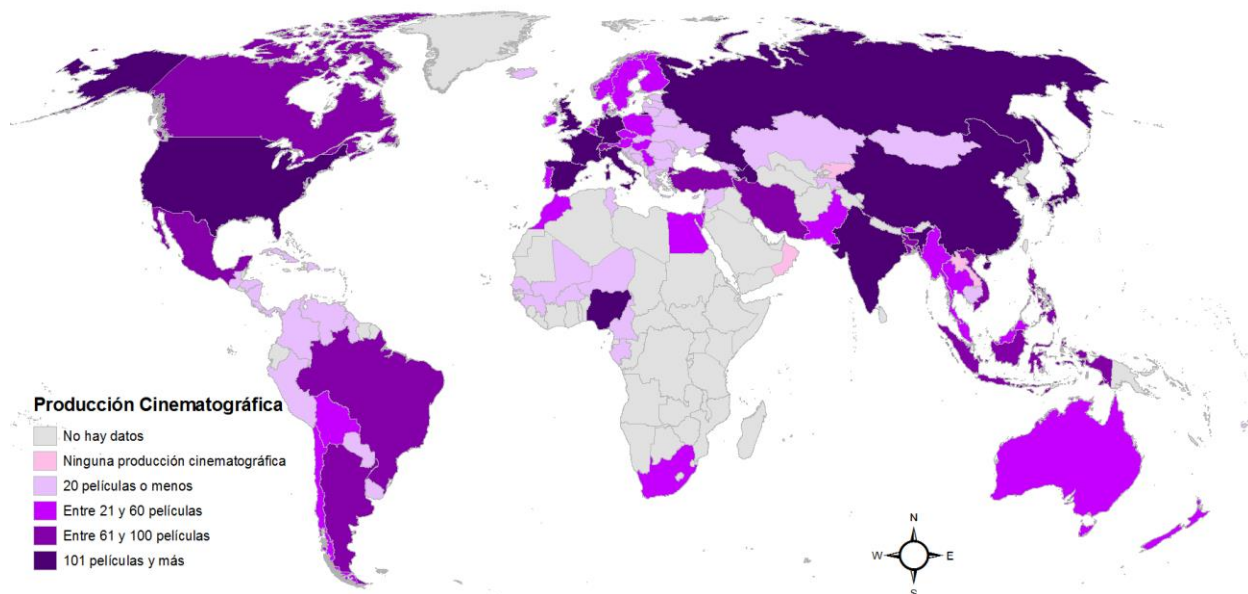 Producción Cinematográfica
No hay datos
Ninguna producción cinematográfica
20 películas o menos
Entre 21 y 60 películas
Entre 61 y 100 películas
101 películas y más
N
W E
S